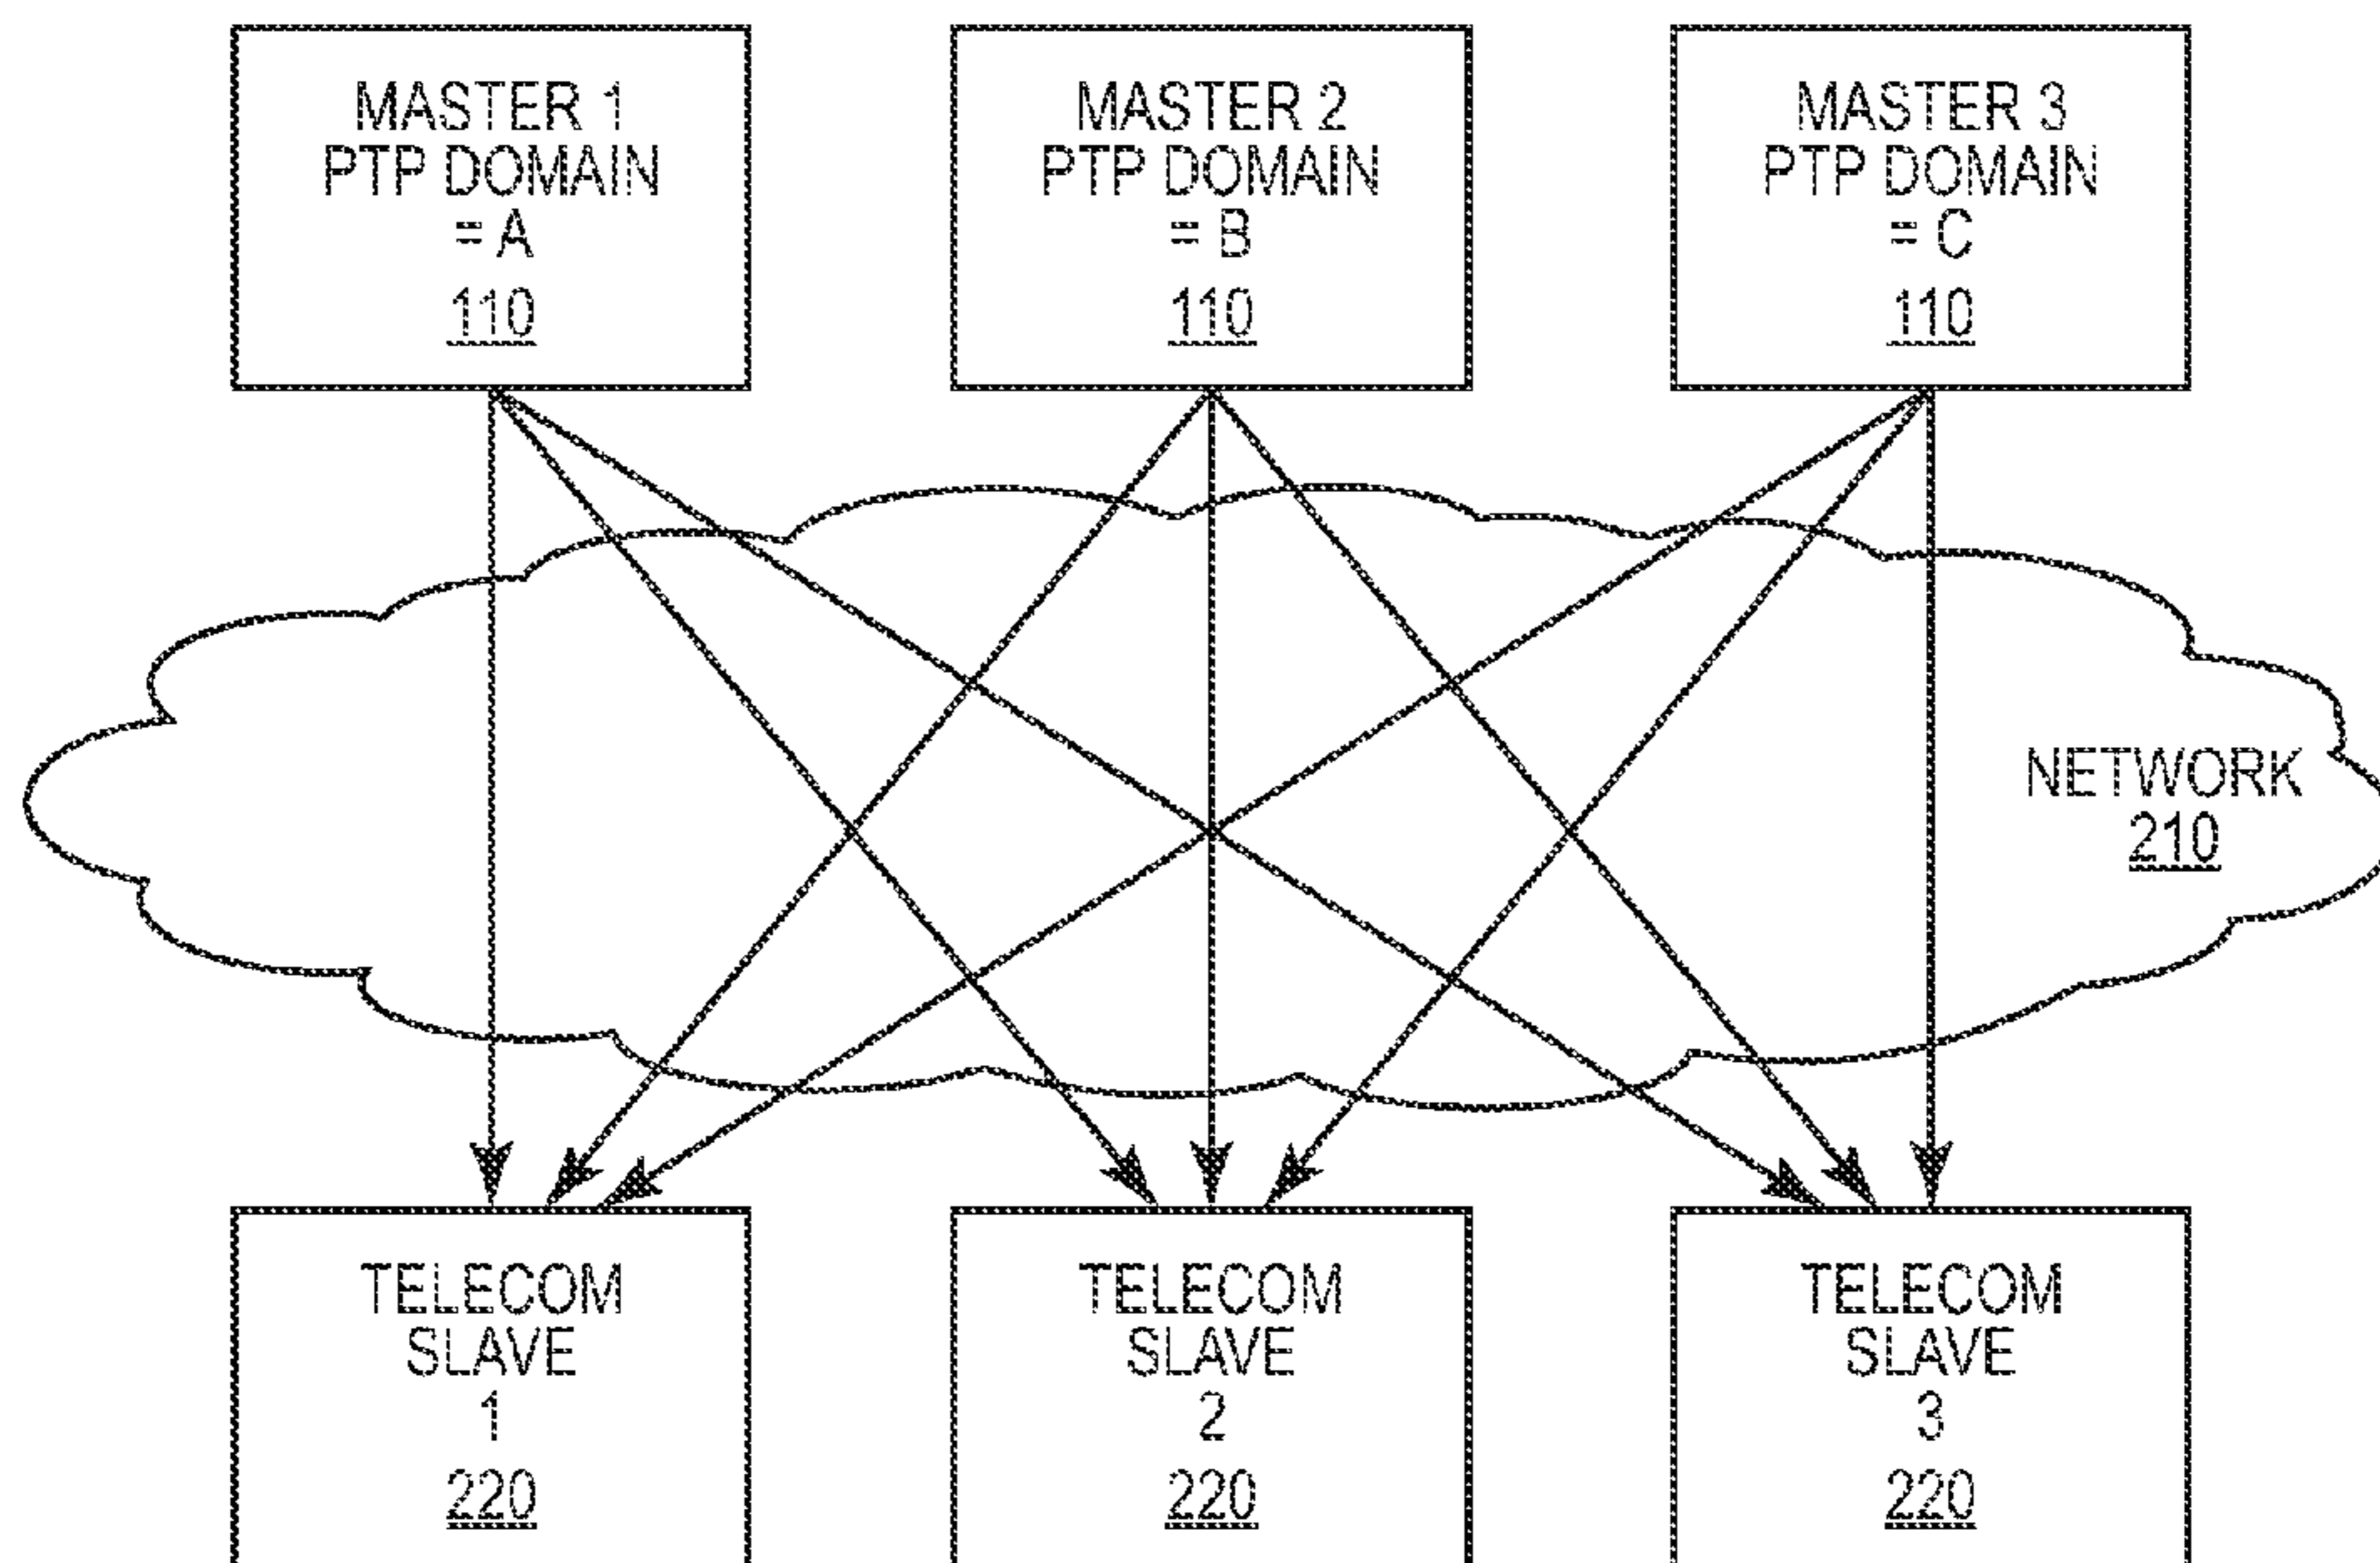 MASTER 1
PTP DOMAIN
= A
110
MASTER 2
PTP DOMAIN
= B
110
MASTER 3
PTP DOMAIN
= C
110
NETWORK
210
TELECOM
SLAVE
1
220
TELECOM
SLAVE
2
220
TELECOM
SLAVE
3
220